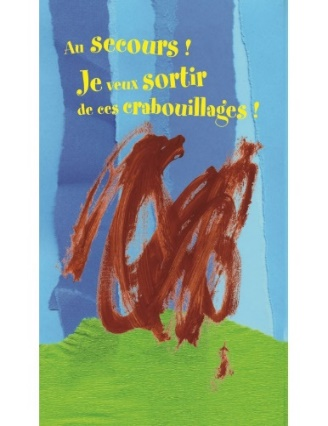 Au secours !
Je veux sortir
de ces crabouillages !